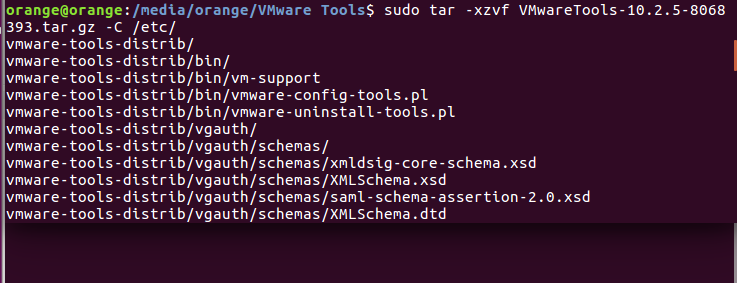 orange@orange:/media/orange/VMware Tools$ sudo tar -xzvf VMwareTools-10.2.5-8068
393.tar.gz -C /etc/
vmware-tools-distrib/
vmware-tools-distrib/bin/
vmware-tools-distrib/bin/vm-support
vmware-tools-distrib/bin/vmware-config-tools.pl
vmware-tools-distrib/bin/vmware-uninstall-tools.pl
vmware-tools-distrib/vgauth/
vmware-tools-distrib/vgauth/schemas/
vmware-tools-distrib/vgauth/schemas/xmldsig-core-schema.xsd
vmware-tools-distrib/vgauth/schemas/XMLSchema.xsd
vmware-tools-distrib/vgauth/schemas/saml-schema-assertion-2.0.xsd
vmware-tools-distrib/vgauth/schemas/XMLSchema.dtd